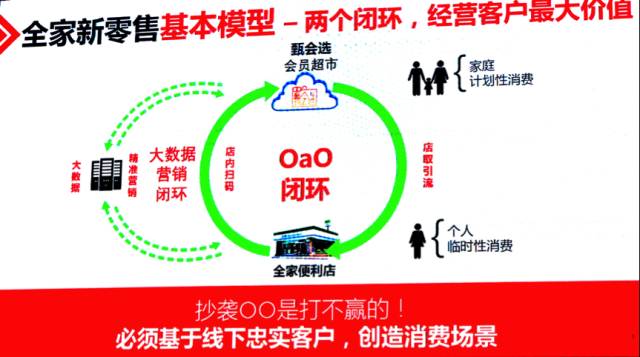 全家新零售基本模型 – 两个闭环，经营客户最大价值
甄会选
会员超市
家庭
计划性消费
大数据
精准营销
大数据
营销
闭环
店内扫码
OaO
闭环
店取引流
个人
临时性消费
全家便利店
抄袭〇〇是打不赢的！
必须基于线下忠实客户，创造消费场景